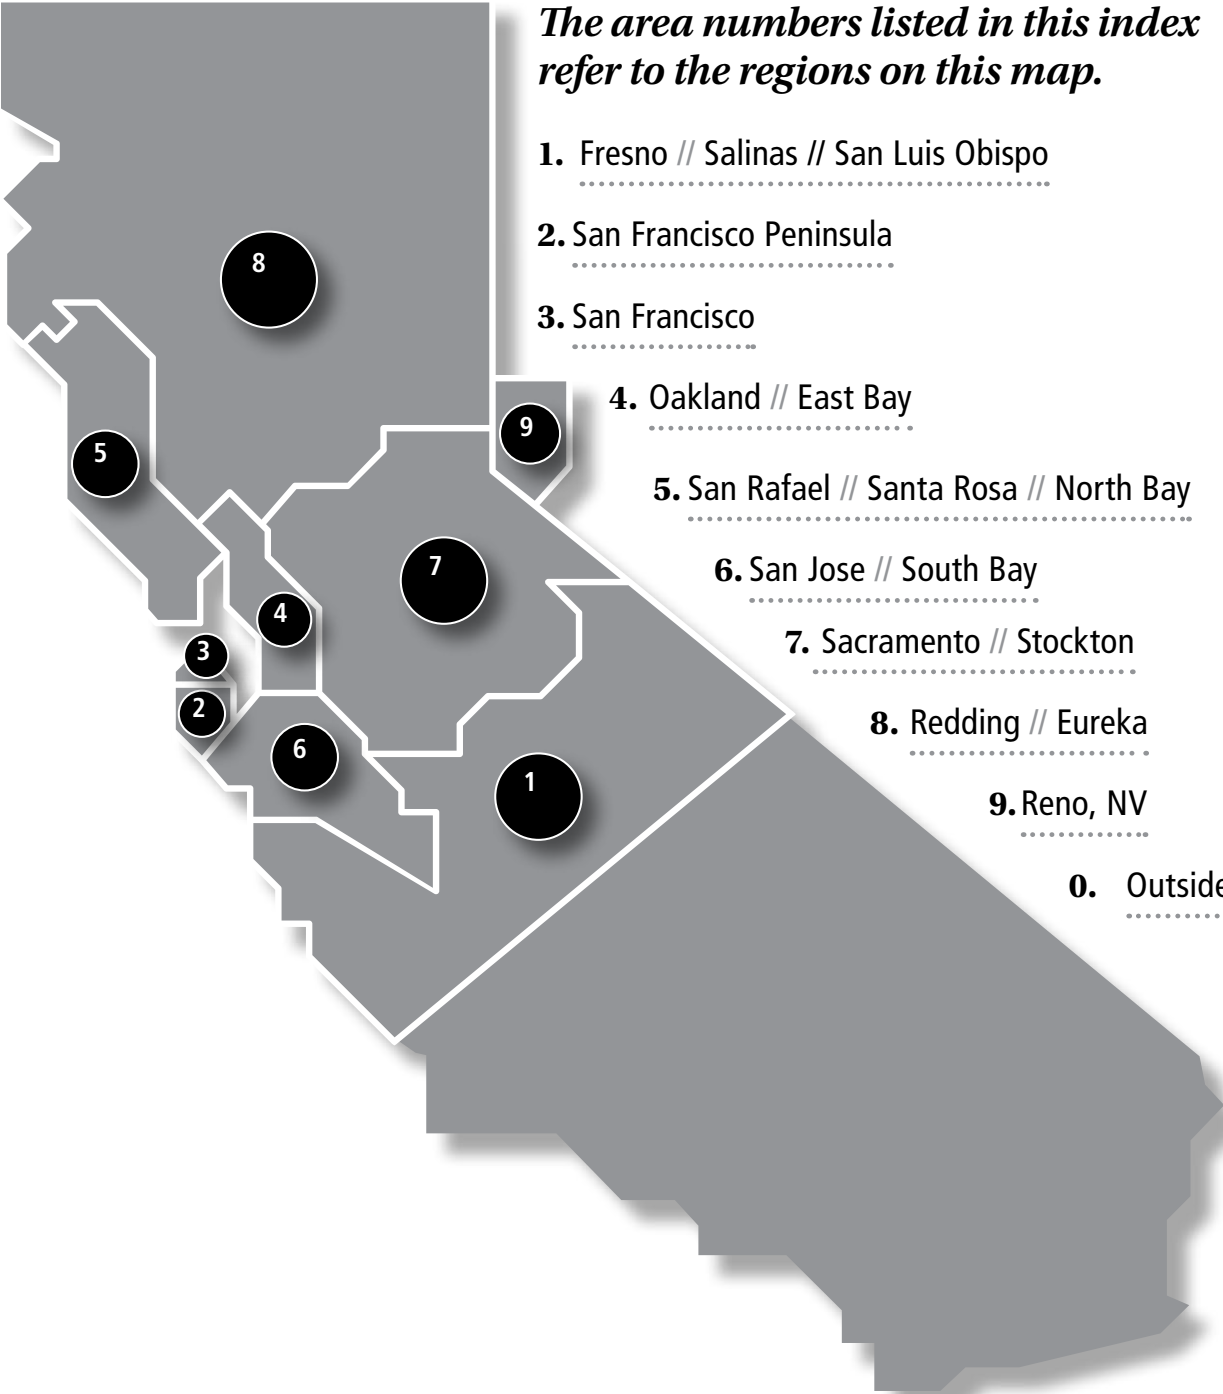 The area numbers listed in this index
refer to the regions on this map.
1. Fresno // Salinas // San Luis Obispo
2. San Francisco Peninsula
3. San Francisco
4. Oakland // East Bay
5. San Rafael // Santa Rosa // North Bay
6. San Jose // South Bay
7. Sacramento // Stockton
8. Redding // Eureka
9. Reno, NV
0. Outside
8
9
5
7
4
3
2
6
1